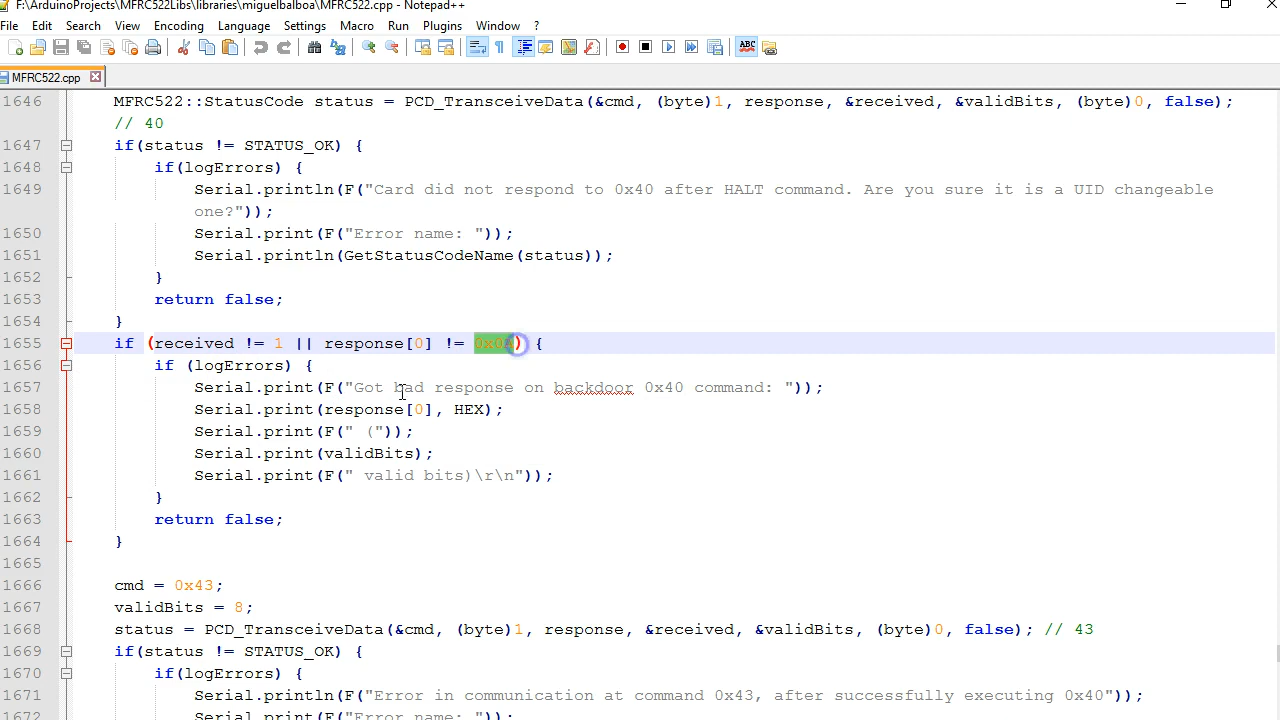 F:\ArduinoProjects\MFRC522Libs\libraries\miguelbalboa\MFRC522.cpp - Notepad++
File Edit Search View Encoding Language Settings Macro Run Plugins Window ?
MFRC522.cpp
1646 MFRC522::StatusCode status = PCD_TransceiveData(&cmd, (byte)1, response, &received, &validBits, (byte)0, false);
// 40
1647 if(status != STATUS_OK) {
1648 if(logErrors) {
1649 Serial.println(F("Card did not respond to 0x40 after HALT command. Are you sure it is a UID changeable
one?"));
1650 Serial.print(F("Error name: "));
1651 Serial.println(GetStatusCodeName(status));
1652 }
1653 return false;
1654 }
1655 if (received != 1 || response[0] != ) {
1656 if (logErrors) {
1657 Serial.print(F("Got bad response on backdoor 0x40 command: "));
1658 Serial.print(response[0], HEX);
1659 Serial.print(F(" ("));
1660 Serial.print(validBits);
1661 Serial.print(F(" valid bits)\r\n"));
1662 }
1663 return false;
1664 }
1665
1666 cmd = 0x43;
1667 validBits = 8;
1668 status = PCD_TransceiveData(&cmd, (byte)1, response, &received, &validBits, (byte)0, false); // 43
1669 if(status != STATUS_OK) {
1670 if(logErrors) {
1671 Serial.println(F("Error in communication at command 0x43, after successfully executing 0x40"));
1672 Serial.print(F("Error name: "));